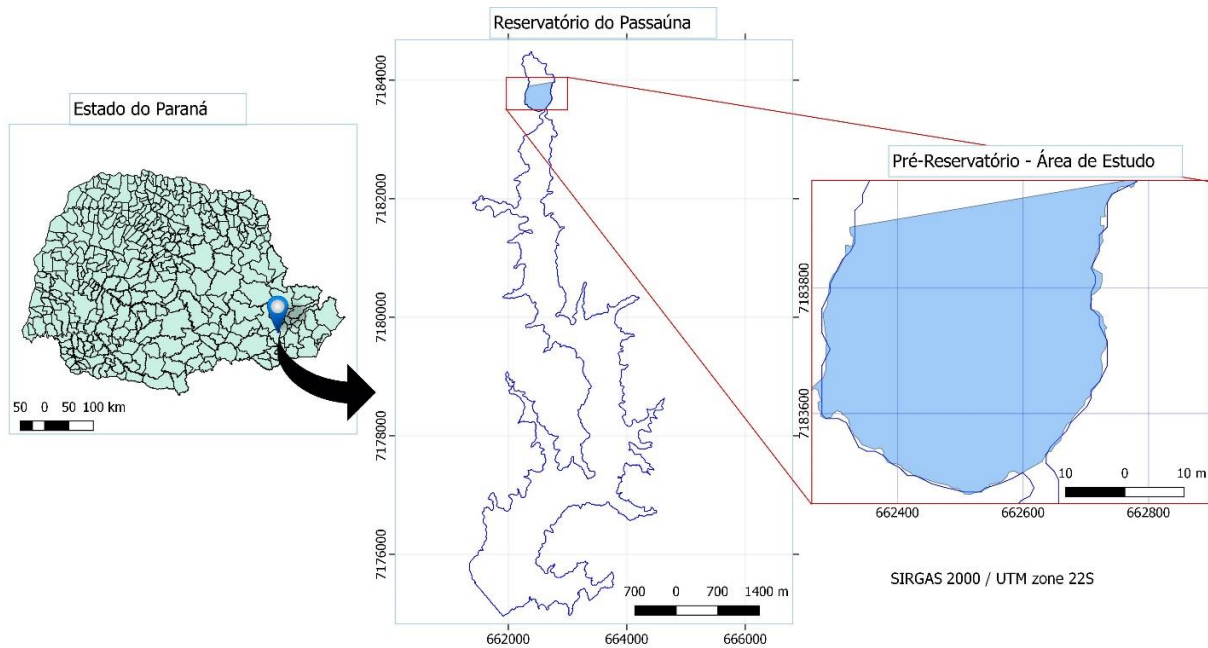 Estado do Paraná
50 0 50 100 km
Reservatório do Passaúna
7184000
7182000
7180000
7178000
7176000
700 0 700 1400 m
662000 664000 666000
Pré-Reservatório - Área de Estudo
7183800
7183600
10 0 10 m
662400 662600 662800
SIRGAS 2000 / UTM zone 22S